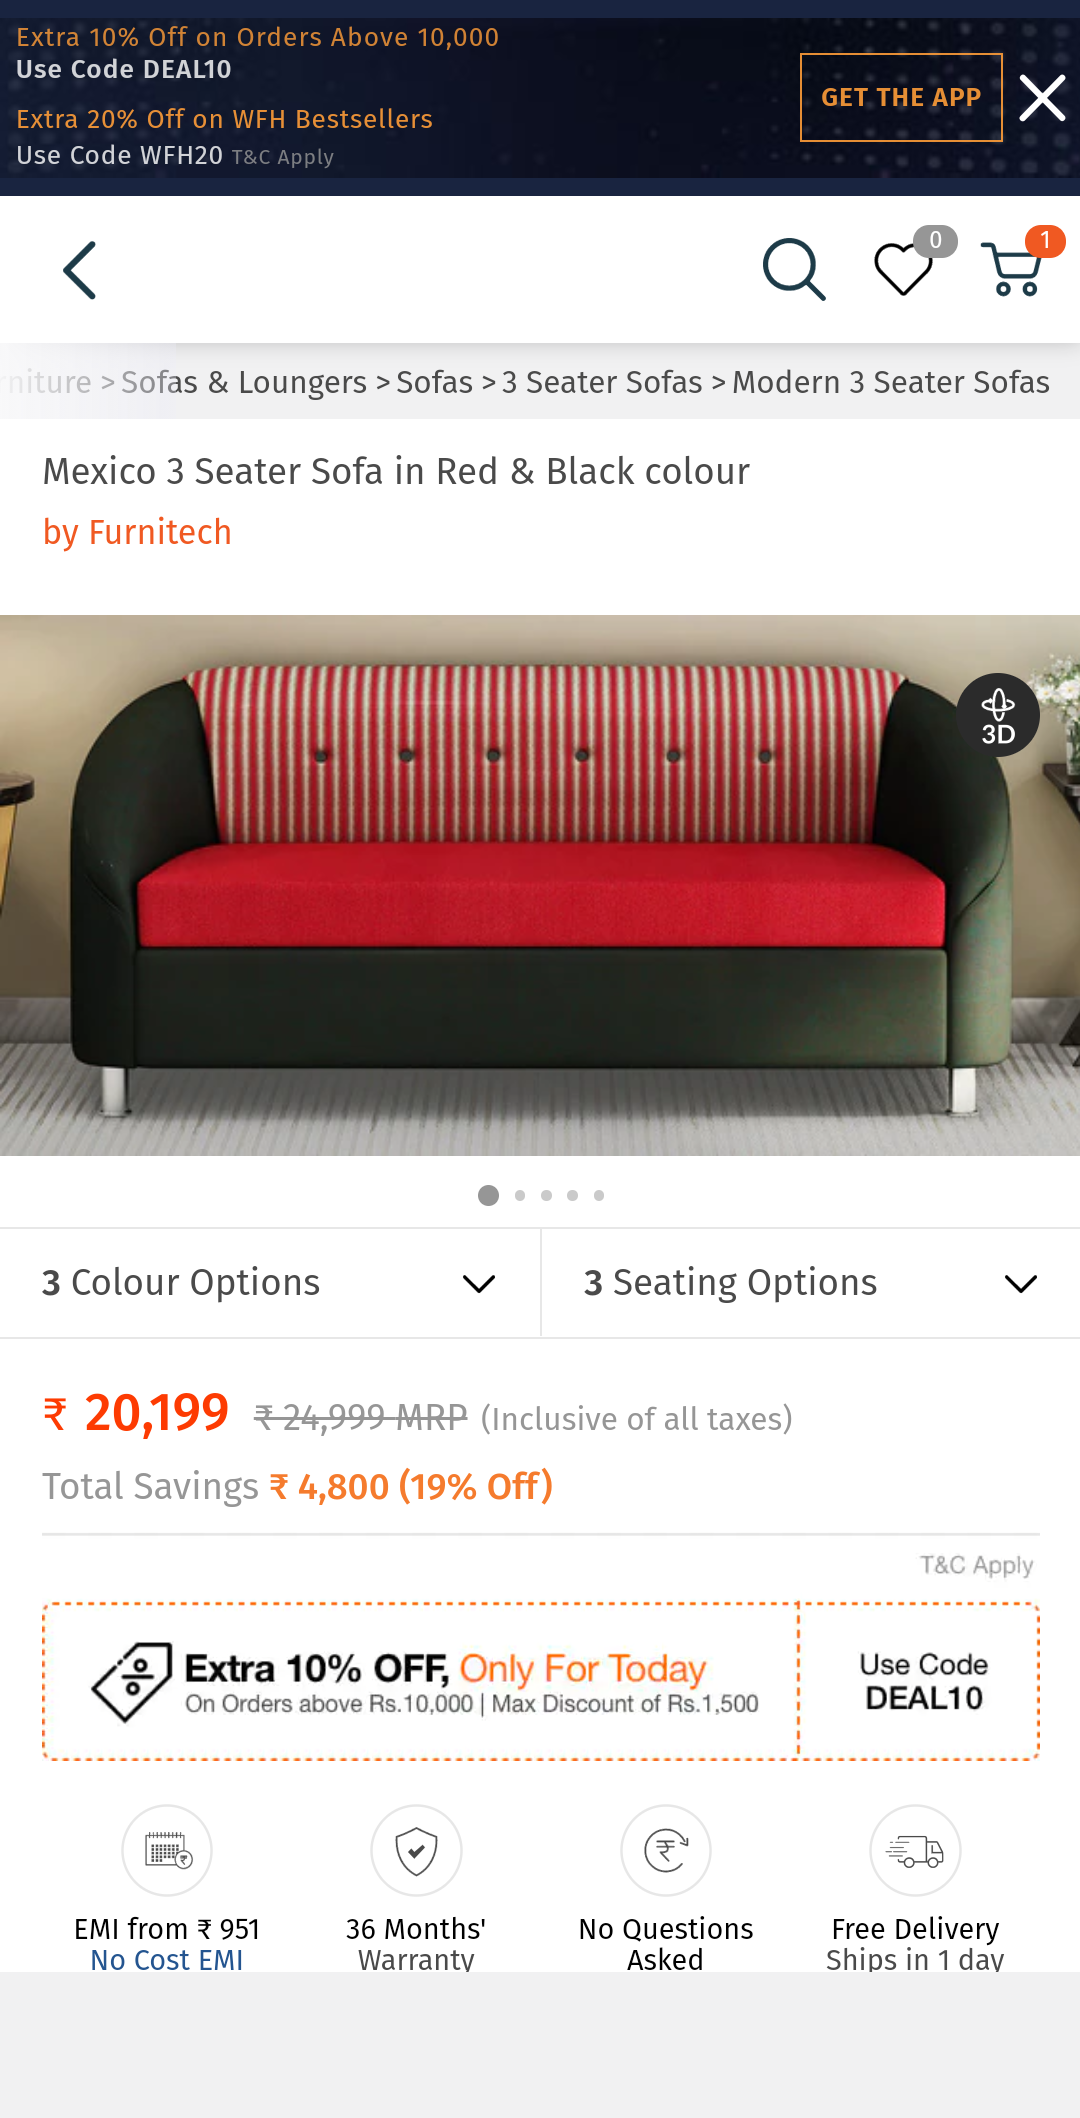 Extra 10% Off on Orders Above 10,000
Use Code DEAL10
Extra 20% Off on WFH Bestsellers
Use Code WFH20 T&C Apply
GET THE APP
0
1
niture > Sofas & Loungers > Sofas > 3 Seater Sofas > Modern 3 Seater Sofas
Mexico 3 Seater Sofa in Red & Black colour
by Furnitech
3D
3 Colour Options
3 Seating Options
₹ 20,199 ₹ 24,999 MRP (Inclusive of all taxes)
Total Savings ₹ 4,800 (19% Off)
T&C Apply
Extra 10% OFF, Only For Today
On Orders above Rs.10,000 | Max Discount of Rs.1,500
Use Code
DEAL10
EMI from ₹ 951
No Cost EMI
36 Months'
Warranty
No Questions
Asked
Free Delivery
Ships in 1 day